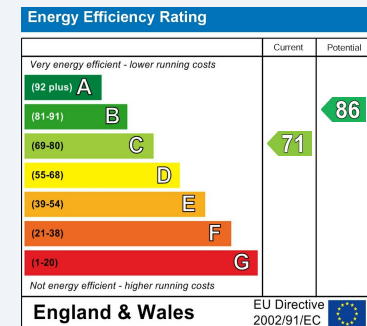 Energy Efficiency Rating
Current Potential
Very energy efficient - lower running costs
(92 plus) A
(81-91) B
86
(69-80) C
71
(55-68) D
(39-54) E
(21-38) F
(1-20) G
Not energy efficient - higher running costs
England & Wales
EU Directive
2002/91/EC